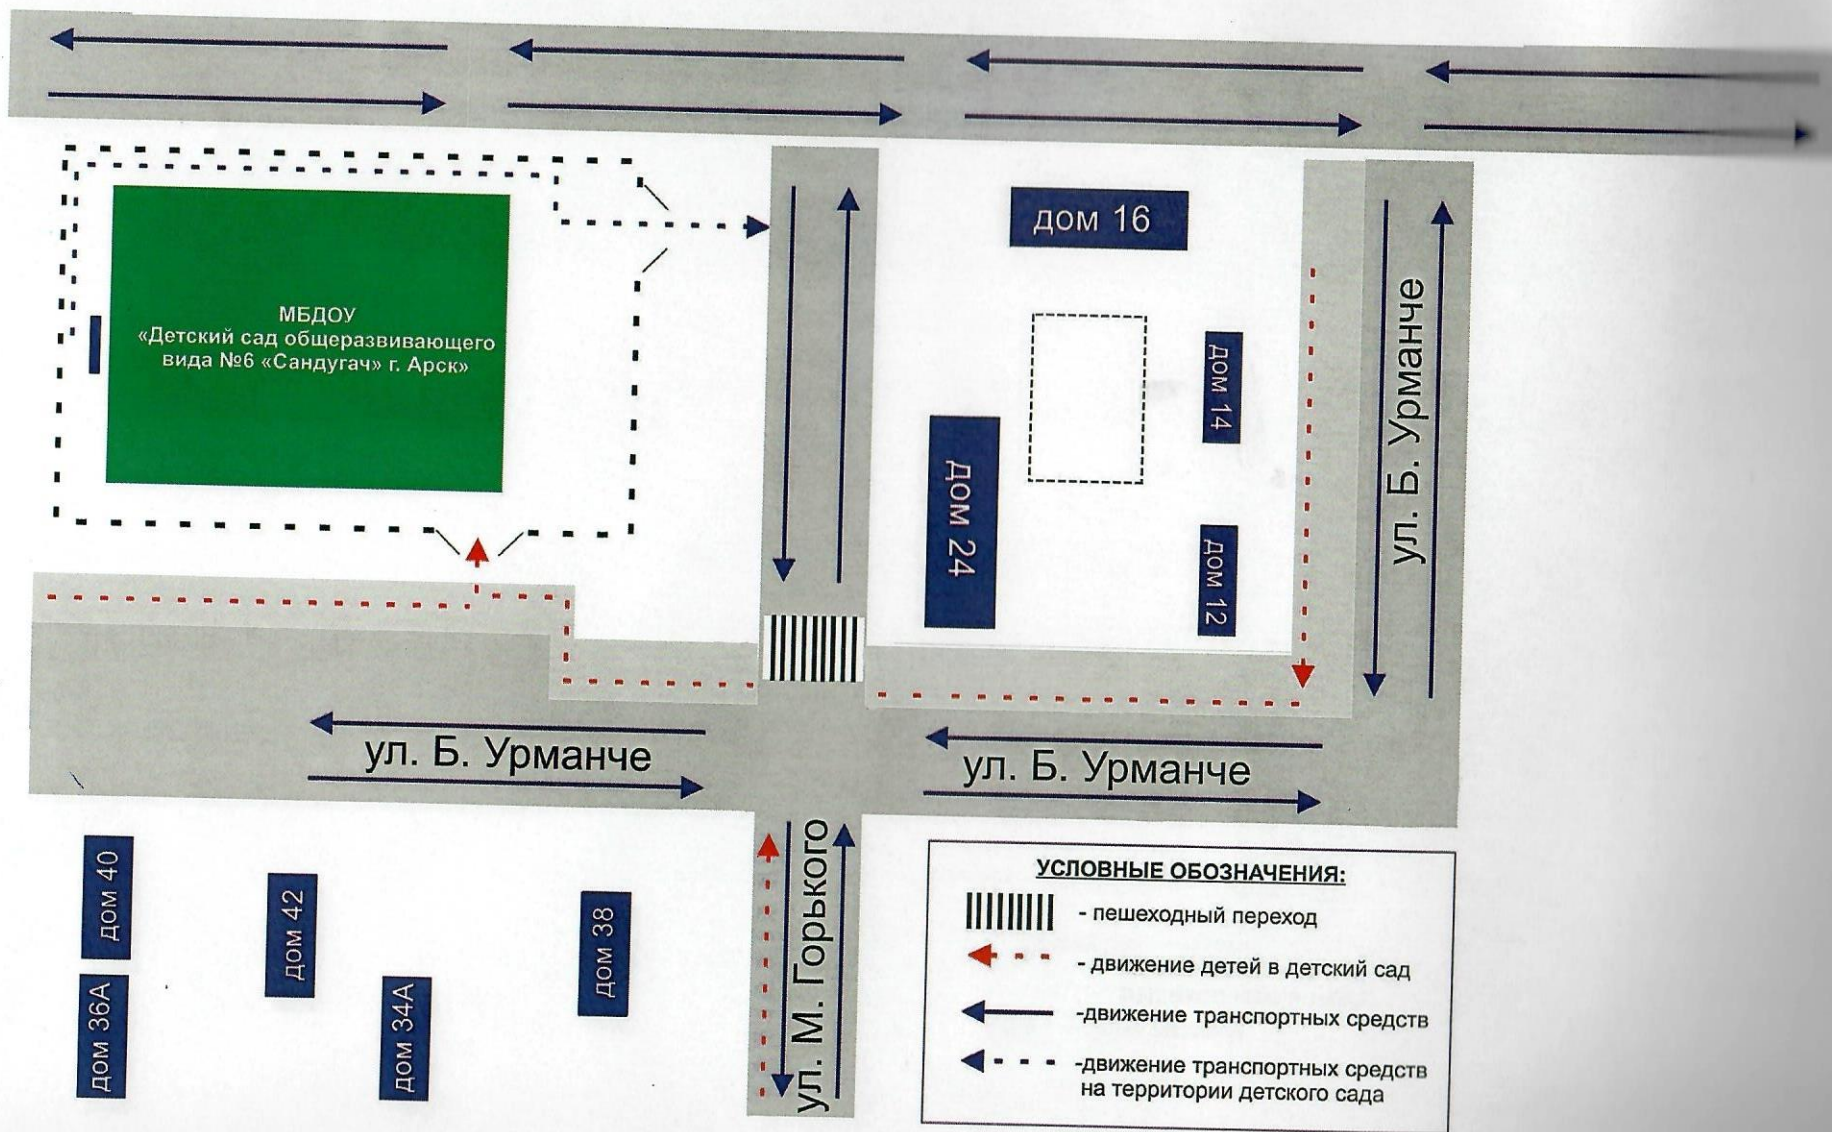 МБДОУ
«Детский сад общеразвивающего
вида №6 «Сандугач» г. Арск»
дом 16
дом 14
дом 24
дом 12
ул. Б. Урманче
ул. Б. Урманче
ул. Б. Урманче
дом 40
дом 42
дом 38
дом 36А
дом 34А
ул. М. Горького
УСЛОВНЫЕ ОБОЗНАЧЕНИЯ:
- пешеходный переход
- движение детей в детский сад
-движение транспортных средств
-движение транспортных средств
на территории детского сада